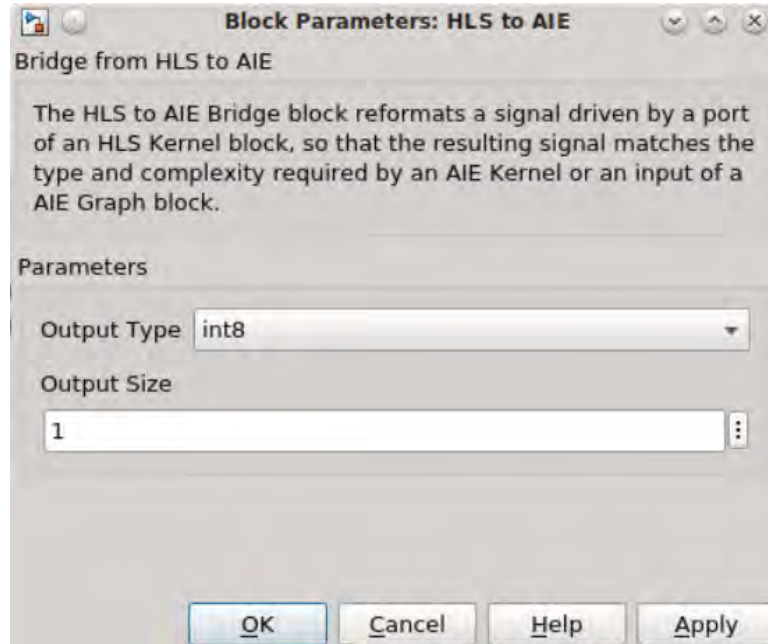 Block Parameters: HLS to AIE
Bridge from HLS to AIE
The HLS to AIE Bridge block reformats a signal driven by a port
of an HLS Kernel block, so that the resulting signal matches the
type and complexity required by an AIE Kernel or an input of a
AIE Graph block.
Parameters
Output Type int8
Output Size
1
OK Cancel Help Apply